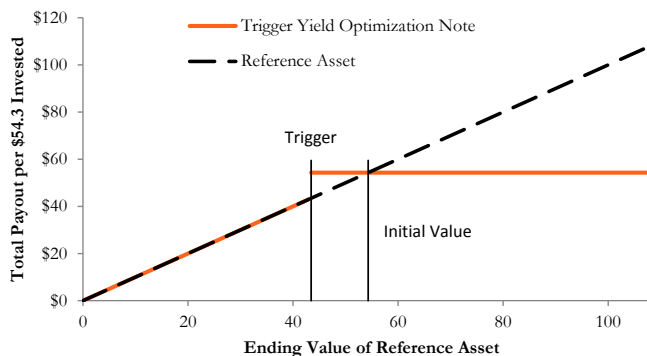 $120
$100
$80
$60
$40
$20
$0
Total Payout per $54.3 Invested
Trigger Yield Optimization Note
Reference Asset
Trigger
Initial Value
0
20
40
60
80
100
Ending Value of Reference Asset